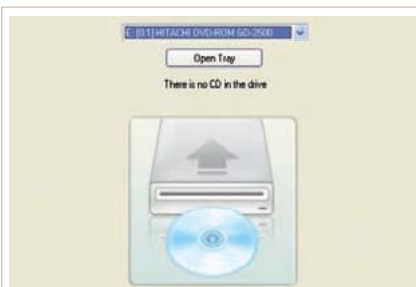 E: [0:1] HITACHI DVD-ROM GD-2500
Open Tray
There is no CD in the drive